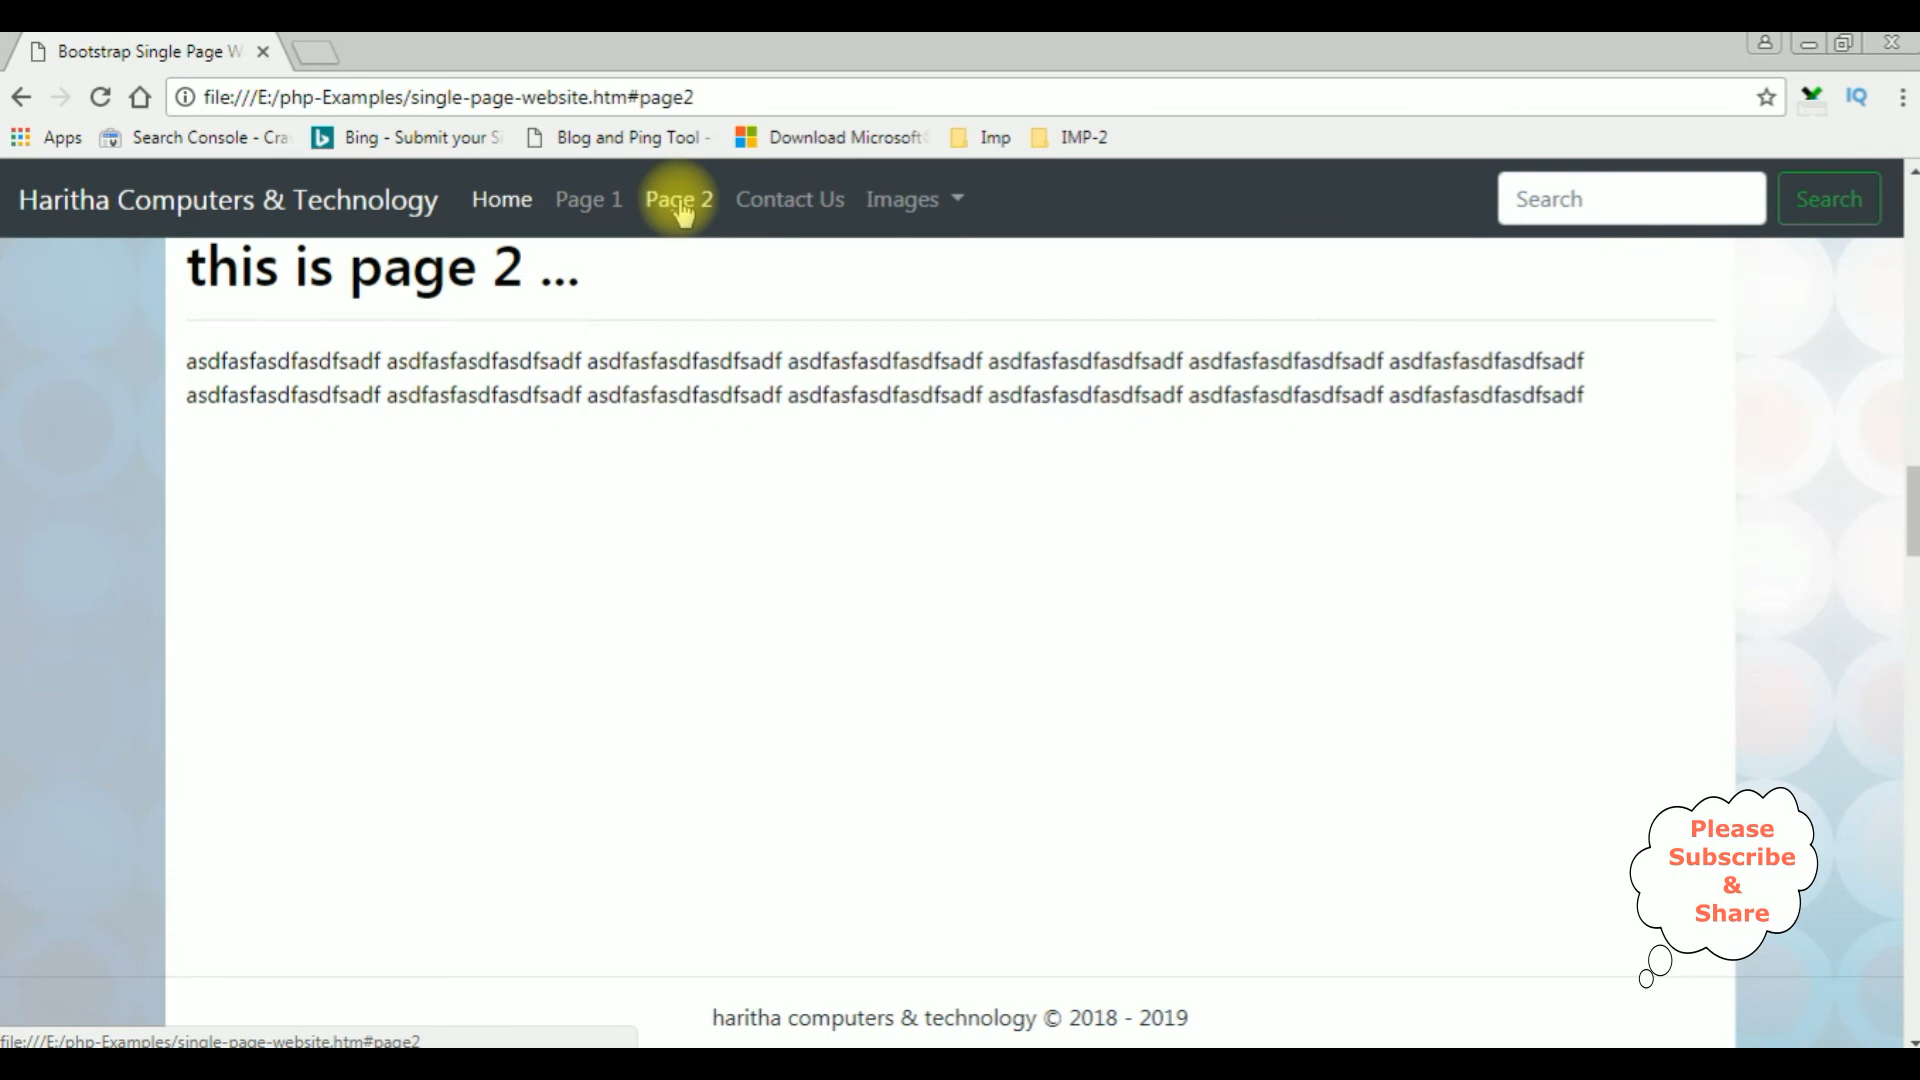 Bootstrap Single Page W
file:///E:/php-Examples/single-page-website.htm#page2
Apps Search Console - Cra Bing - Submit your S Blog and Ping Tool - Download Microsoft Imp IMP-2
Haritha Computers & Technology Home Page 1 Page 2 Contact Us Images Search Search
this is page 2 ...
asdfasfasdfasdfsadf asdfasfasdfasdfsadf asdfasfasdfasdfsadf asdfasfasdfasdfsadf asdfasfasdfasdfsadf asdfasfasdfasdfsadf asdfasfasdfasdfsadf
asdfasfasdfasdfsadf asdfasfasdfasdfsadf asdfasfasdfasdfsadf asdfasfasdfasdfsadf asdfasfasdfasdfsadf asdfasfasdfasdfsadf asdfasfasdfasdfsadf
Please
Subscribe
&
Share
haritha computers & technology © 2018 - 2019
file:///E:/php-Examples/single-page-website.htm#page2